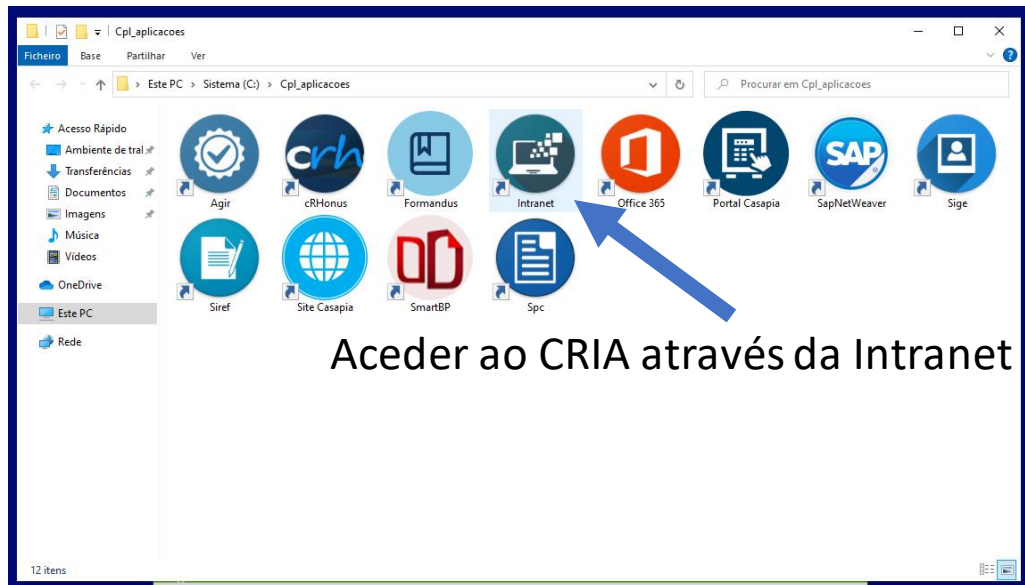 Cpl_aplicacoes
Ficheiro Base Partilhar Ver
Este PC > Sistema (C:) > Cpl_aplicacoes
Procurar em Cpl_aplicacoes
Acesso Rápido
Ambiente de tral
Transferências
Documentos
Imagens
Música
Vídeos
OneDrive
Este PC
Rede
crh
SAP
Agir cRHonus Formandus Intranet Office 365 Portal Casapia SapNetWeaver Sige
Siref Site Casapia SmartBP Spc
Aceder ao CRIA através da Intranet
12 itens